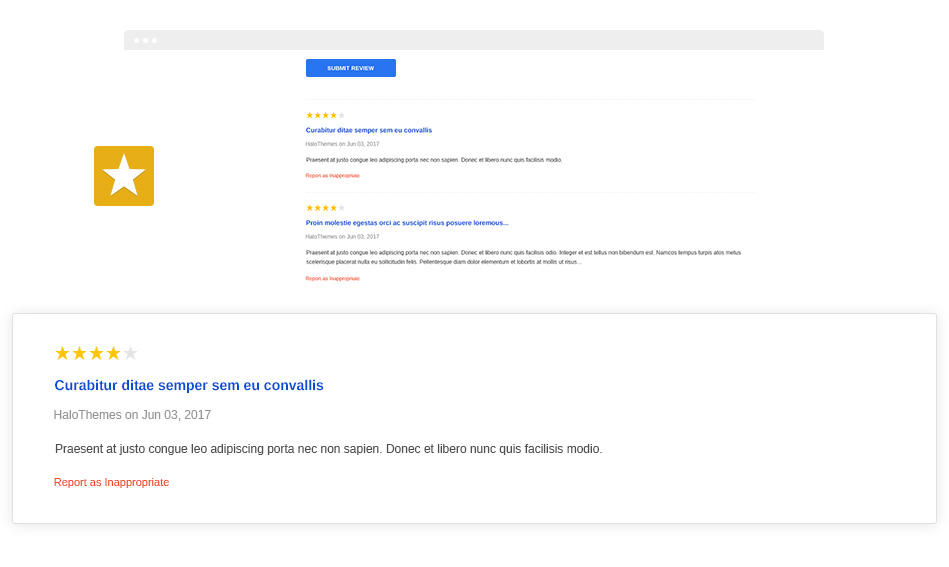 SUBMIT REVIEW
Curabitur ditae semper sem eu convallis
HaloThemes on Jun 03, 2017
Praesent at justo congue leo adipiscing porta nec non sapien. Donec et libero nunc quis facilisis modio.
Report as Inappropriate
Proin molestie egestas orci ac suscipit risus posuere loremous...
HaloThemes on Jun 03, 2017
Praesent at justo congue leo adipiscing porta nec non sapien. Donec et libero nunc quis facilisis odio. Integer et est tellus non bibendum est. Namcos tempus turpis atos metus
scelerisque placerat nulla eu sollicitudin felis. Pellentesque diam dolor elementum et lobortis at mollis ut risus...
Report as Inappropriate
Curabitur ditae semper sem eu convallis
HaloThemes on Jun 03, 2017
Praesent at justo congue leo adipiscing porta nec non sapien. Donec et libero nunc quis facilisis modio.
Report as Inappropriate